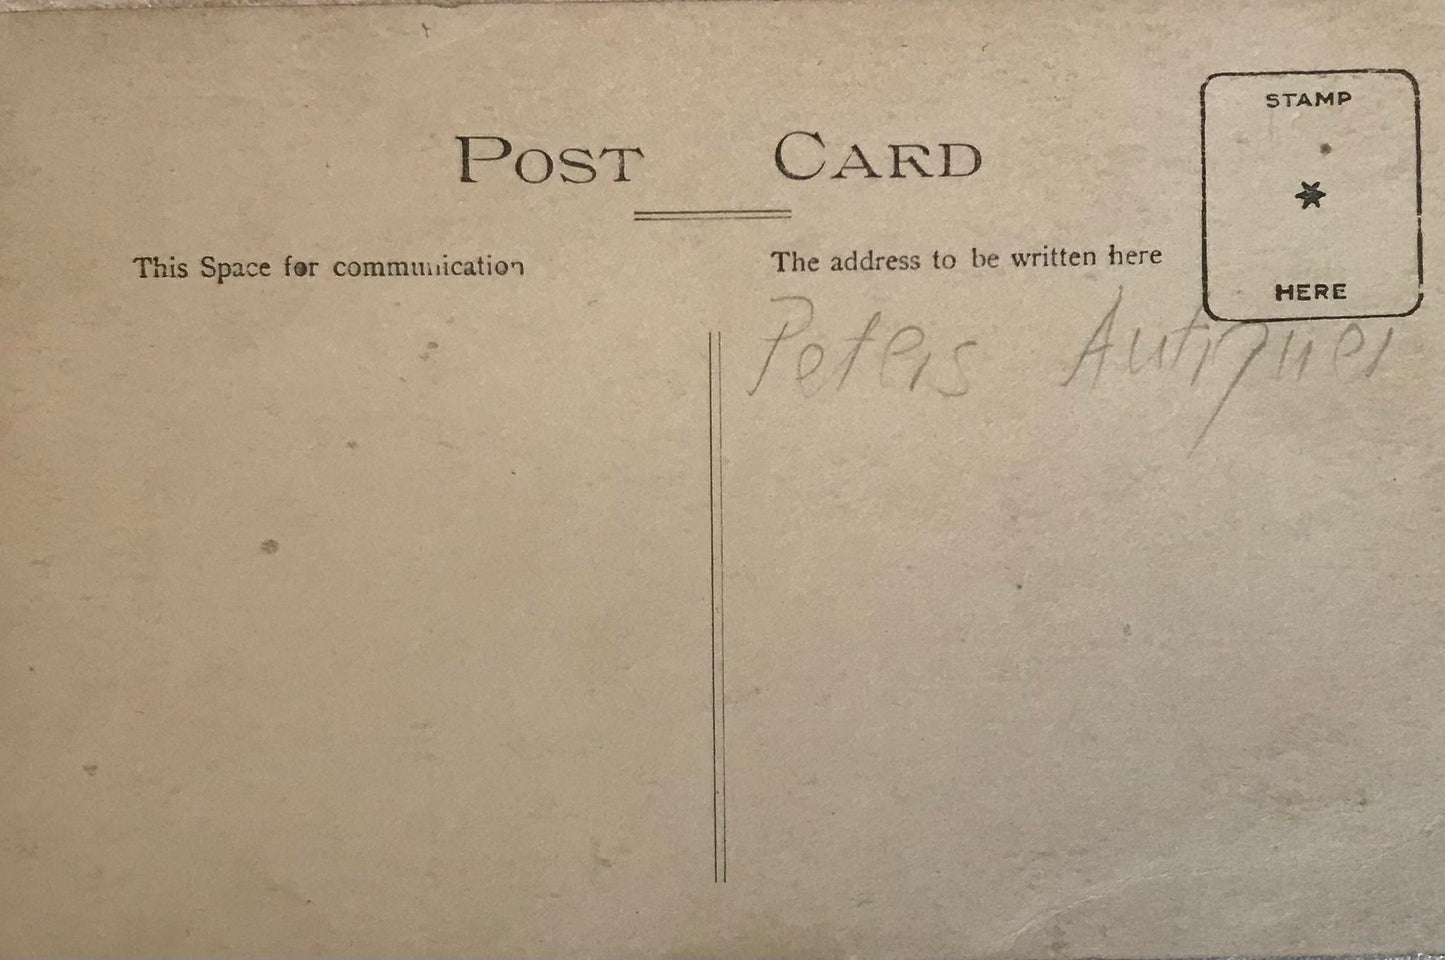 STAMP
POST CARD
HERE
This Space for communication
The address to be written here
Peters Antiques